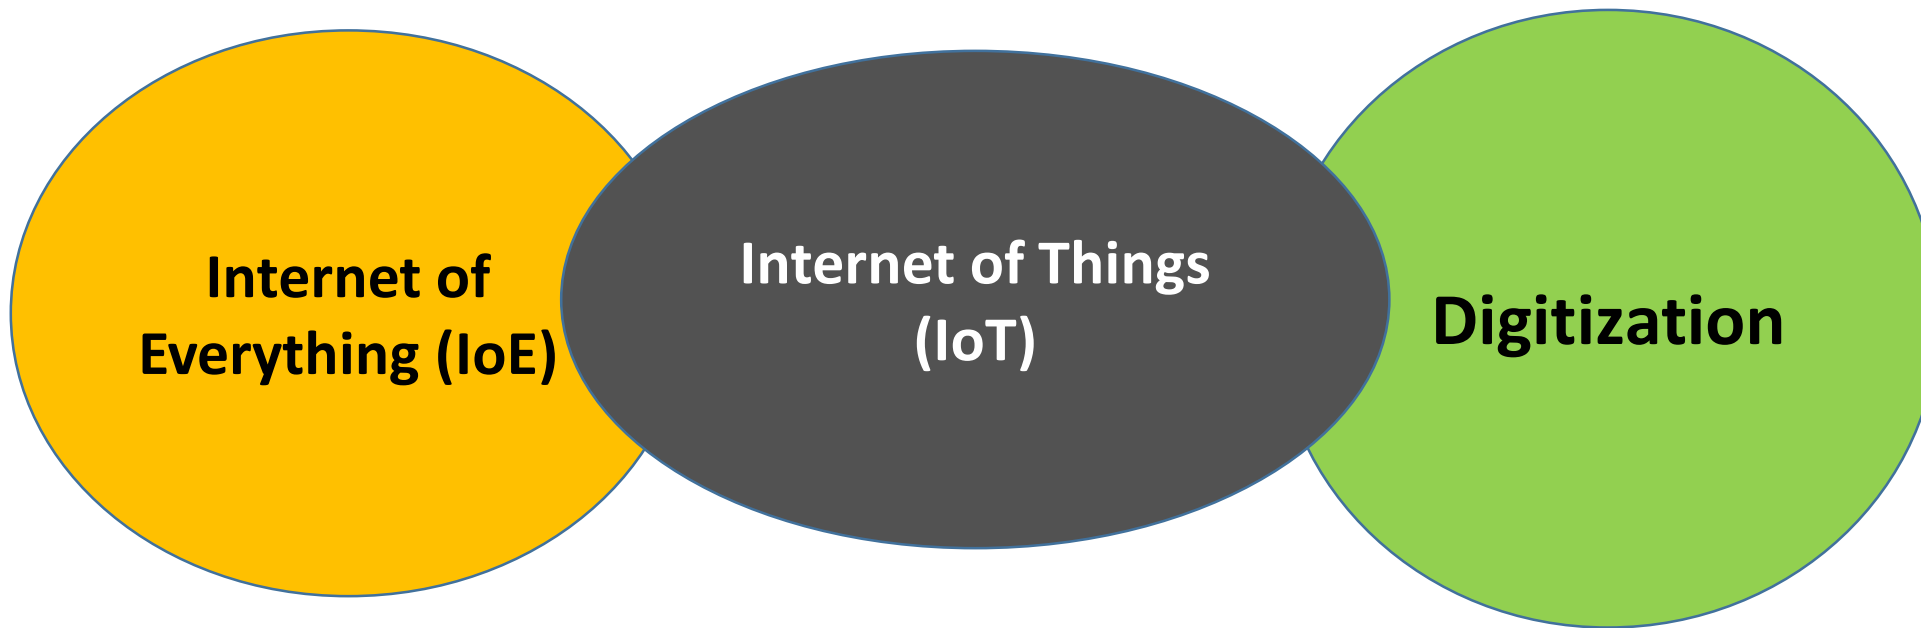 Internet of
Everything (IoE)
Internet of Things
(IoT)
Digitization